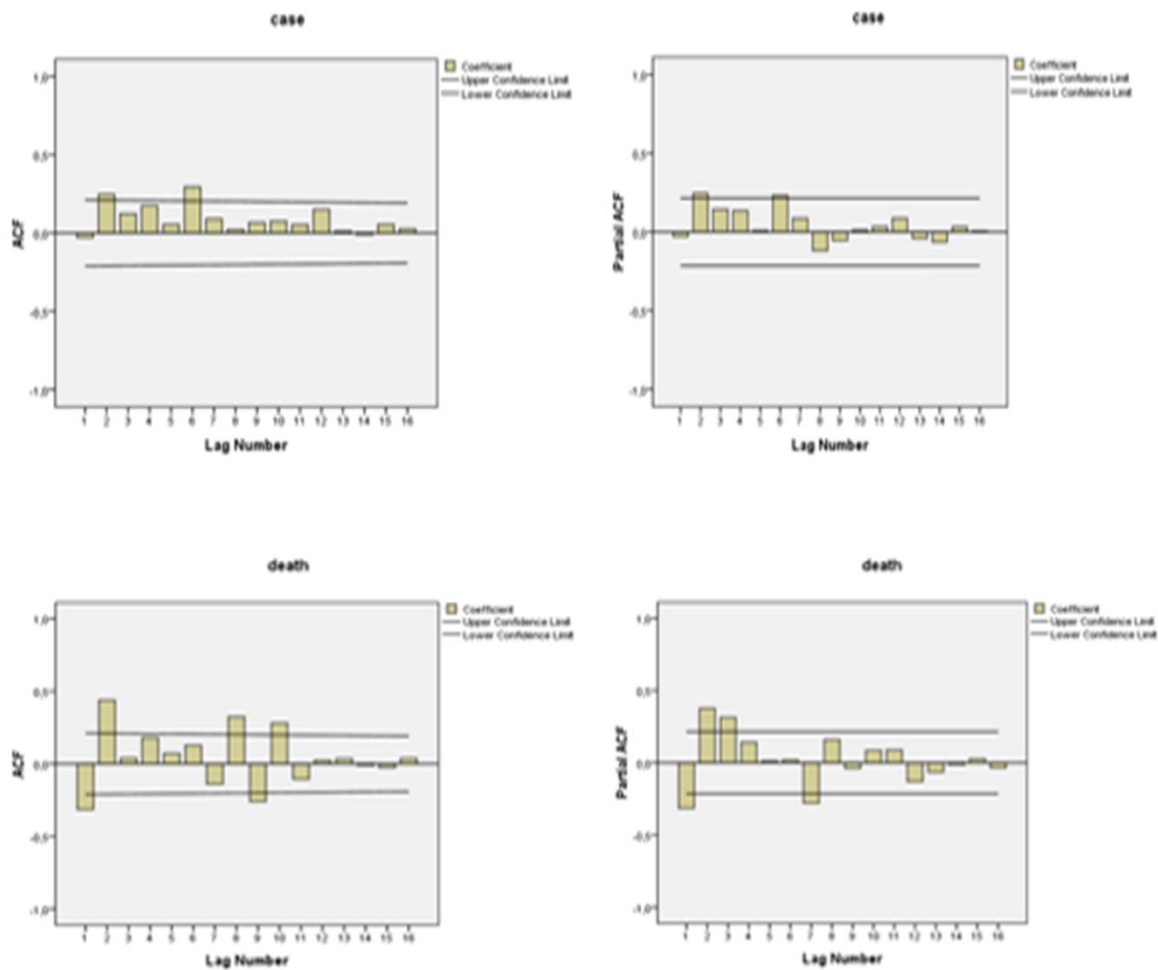 case
1,0
0,5
0,0
-0,5
-1,0
ACF
1 2 3 4 5 6 7 8 9 10 11 12 13 14 15 16
Lag Number
Coefficient
Upper Confidence Limit
Lower Confidence Limit
case
1,0
0,5
0,0
-0,5
-1,0
Partial ACF
1 2 3 4 5 6 7 8 9 10 11 12 13 14 15 16
Lag Number
Coefficient
Upper Confidence Limit
Lower Confidence Limit
death
1,0
0,5
0,0
-0,5
-1,0
ACF
1 2 3 4 5 6 7 8 9 10 11 12 13 14 15 16
Lag Number
Coefficient
Upper Confidence Limit
Lower Confidence Limit
death
1,0
0,5
0,0
-0,5
-1,0
Partial ACF
1 2 3 4 5 6 7 8 9 10 11 12 13 14 15 16
Lag Number
Coefficient
Upper Confidence Limit
Lower Confidence Limit